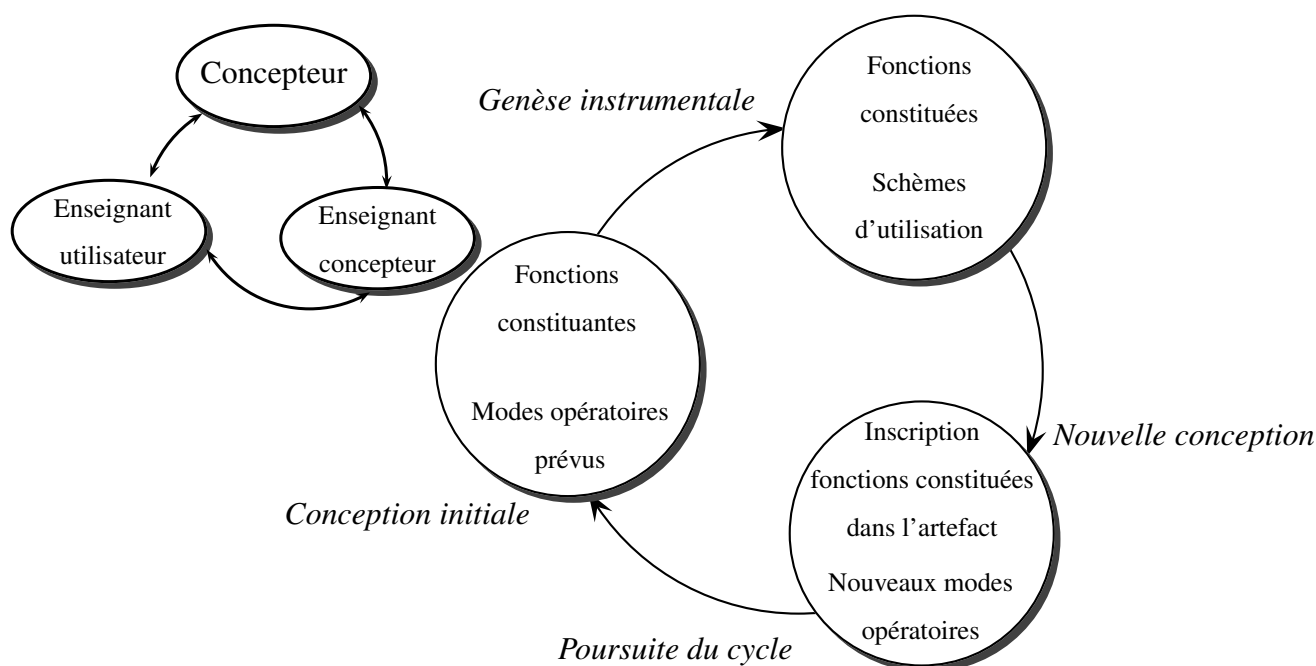 Concepteur
Enseignant
utilisateur
Enseignant
concepteur
Genèse instrumentale
Fonctions
constituées
Schèmes
d’utilisation
Fonctions
constituantes
Modes opératoires
prévus
Conception initiale
Nouvelle conception
Inscription
fonctions constituées
dans l’artefact
Nouveaux modes
opératoires
Poursuite du cycle